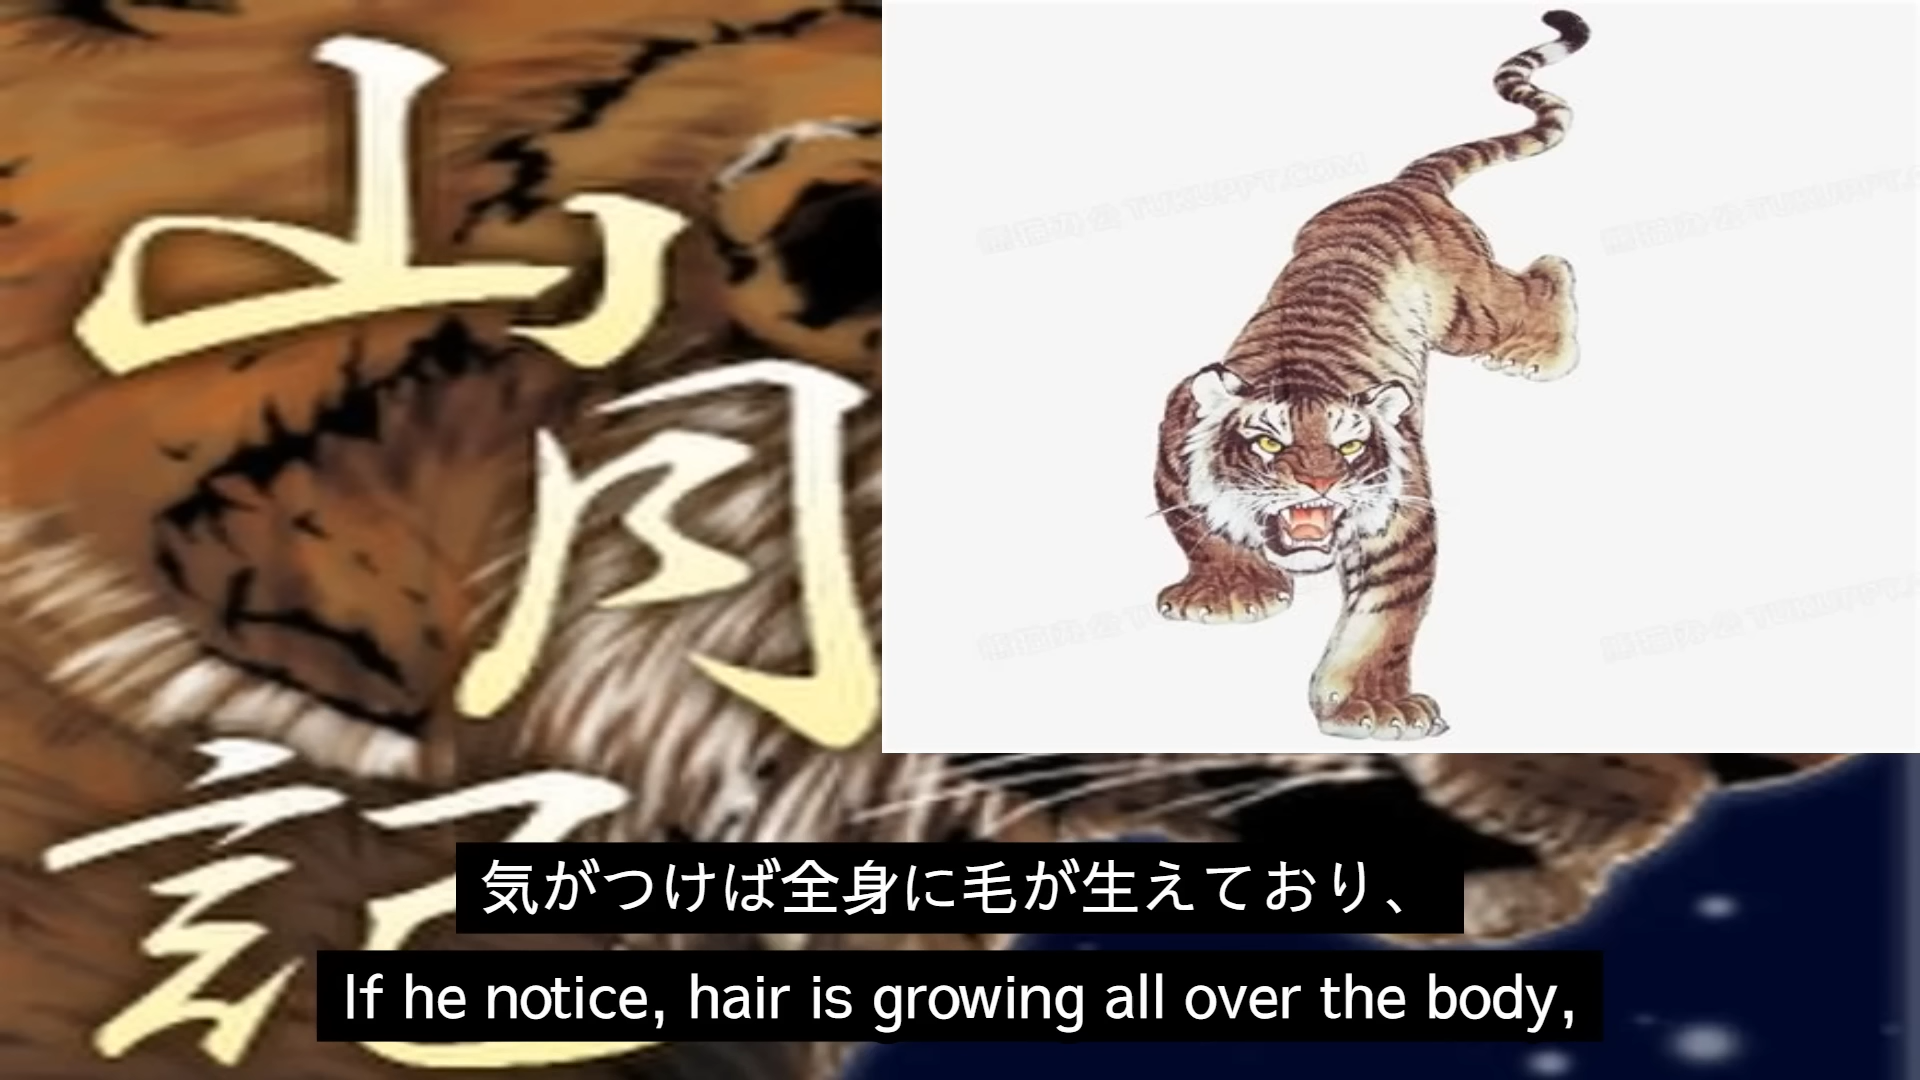 山月記
気がつけば全身に毛が生えており、
If he notice, hair is growing all over the body,